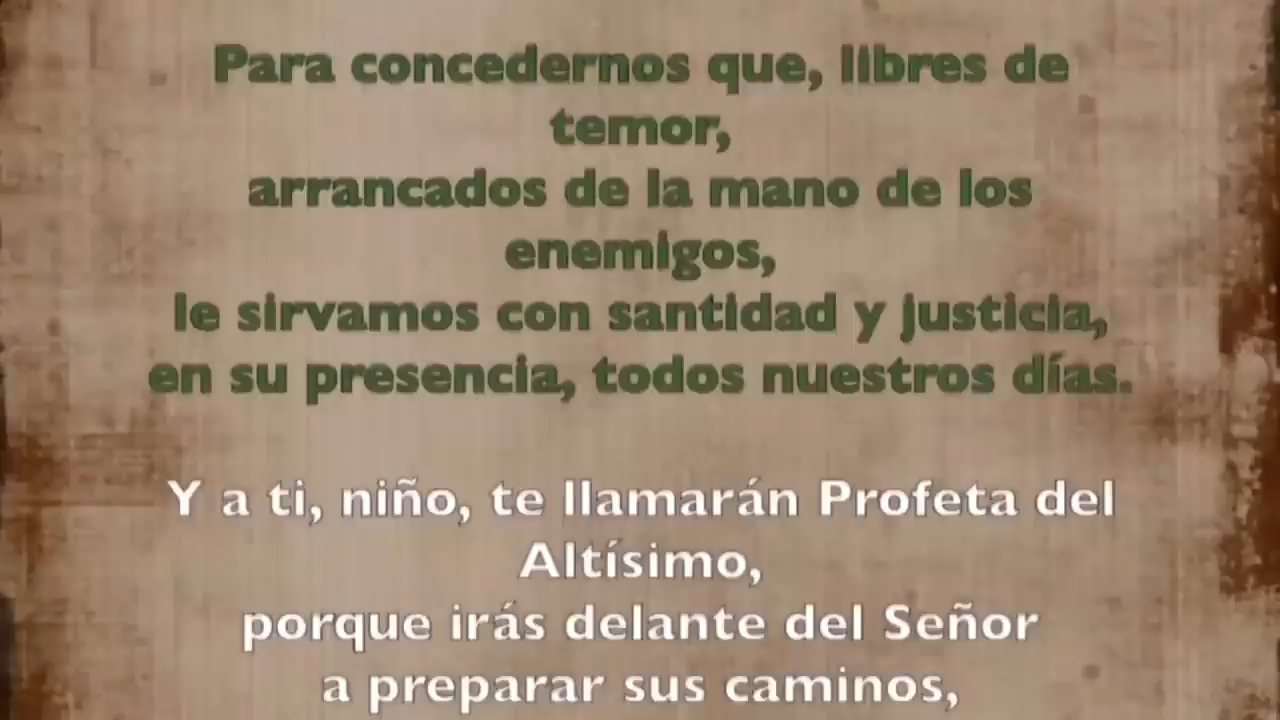 Para concedernos que, libres de
temor,
arrancados de la mano de los
enemigos,
le sirvamos con santidad y justicia,
en su presencia, todos nuestros días.
Y a ti, niño, te llamarán Profeta del
Altísimo,
porque irás delante del Señor
a preparar sus caminos,